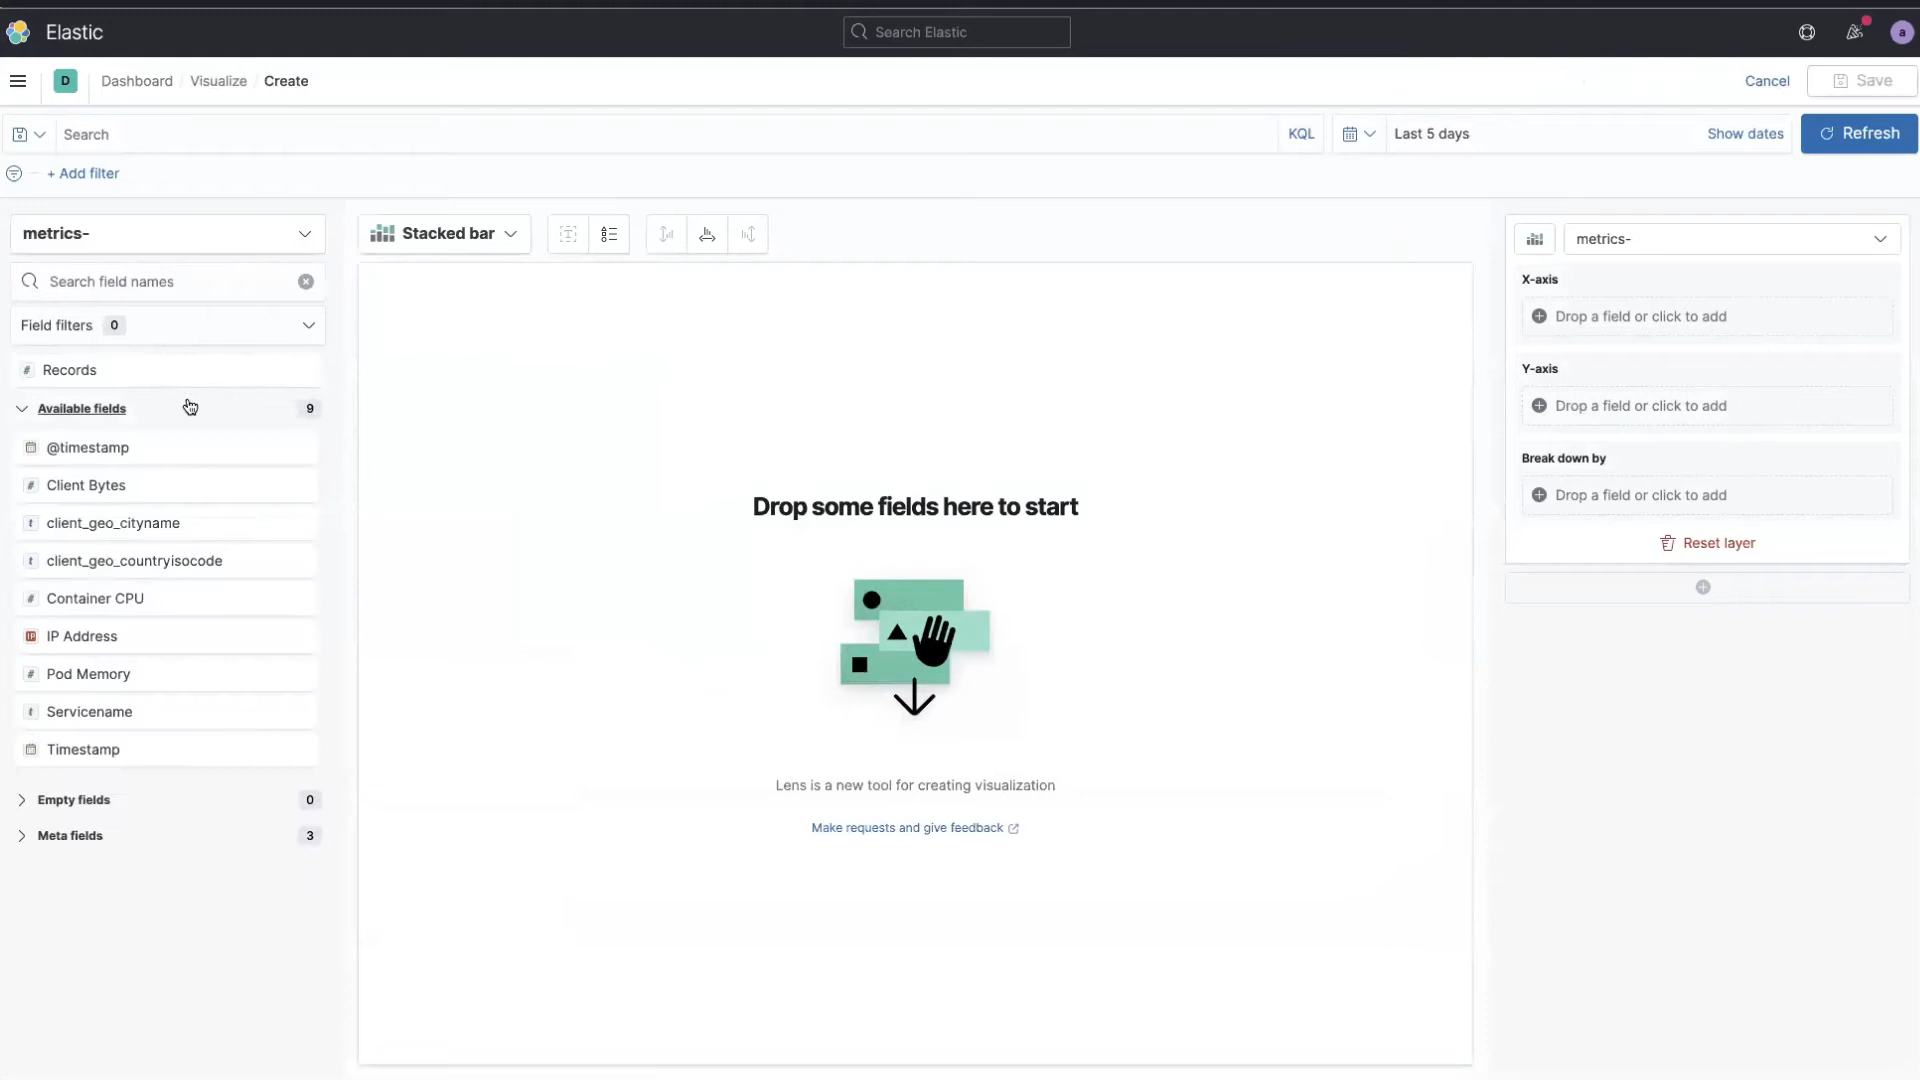 Elastic
Search Elastic
a
D
Dashboard
Visualize
Create
Cancel
Save
Search
KQL
Last 5 days
Show dates
Refresh
+ Add filter
metrics-
Search field names
Field filters 0
# Records
Available fields 9
@timestamp
# Client Bytes
t client_geo_cityname
t client_geo_countryisocode
# Container CPU
IP IP Address
# Pod Memory
t Servicename
Timestamp
Empty fields 0
Meta fields 3
Stacked bar
Drop some fields here to start
Lens is a new tool for creating visualization
Make requests and give feedback
metrics-
X-axis
Drop a field or click to add
Y-axis
Drop a field or click to add
Break down by
Drop a field or click to add
Reset layer